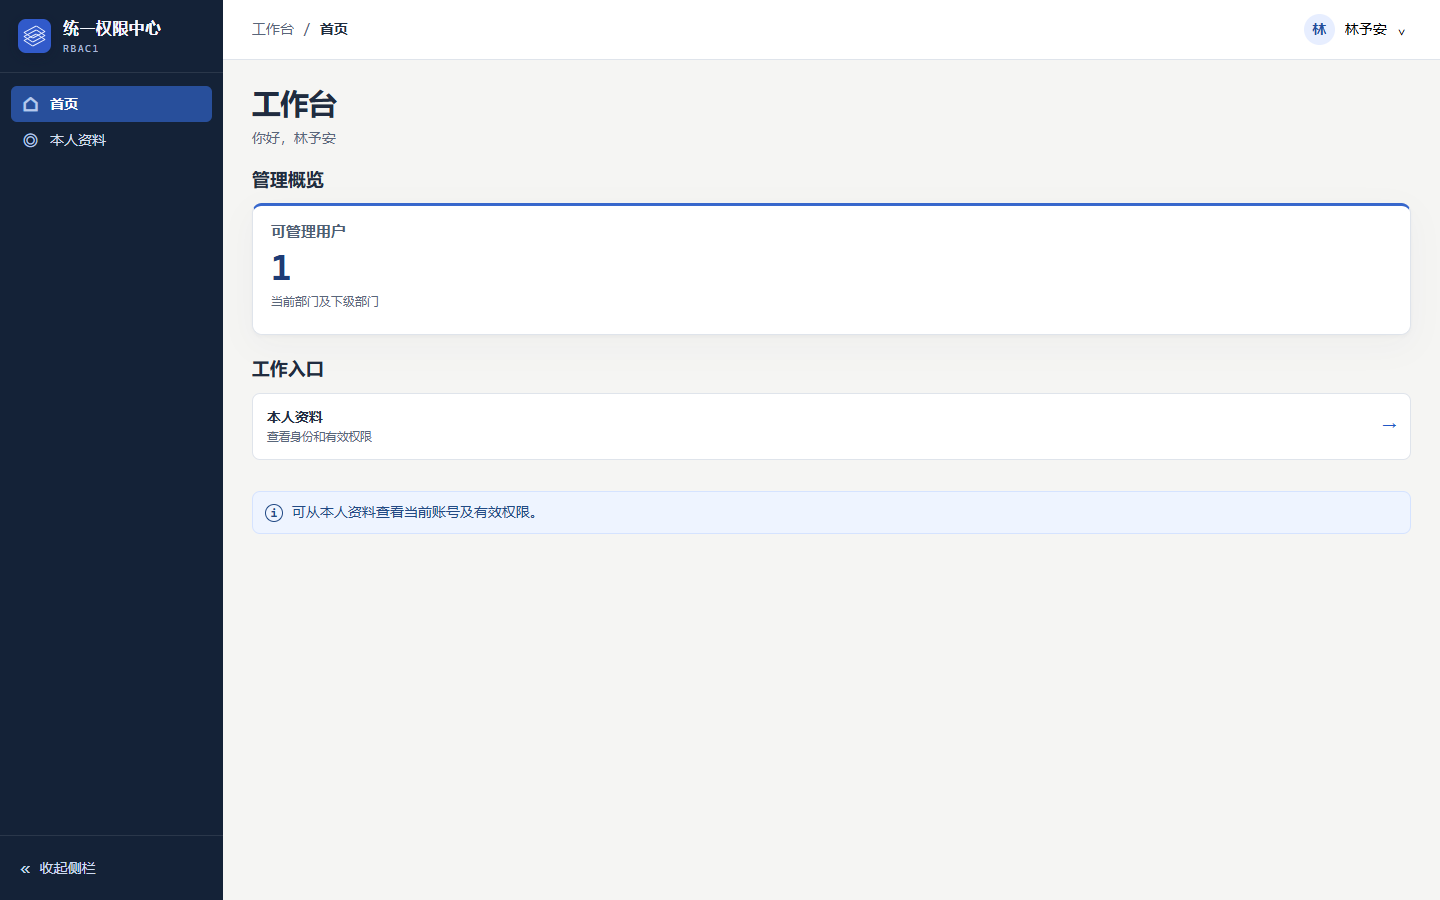 统一权限中心
RBAC1
首页
本人资料
« 收起侧栏
工作台 / 首页
林 林予安
工作台
你好，林予安
管理概览
可管理用户
1
当前部门及下级部门
工作入口
本人资料
查看身份和有效权限
→
可从本人资料查看当前账号及有效权限。